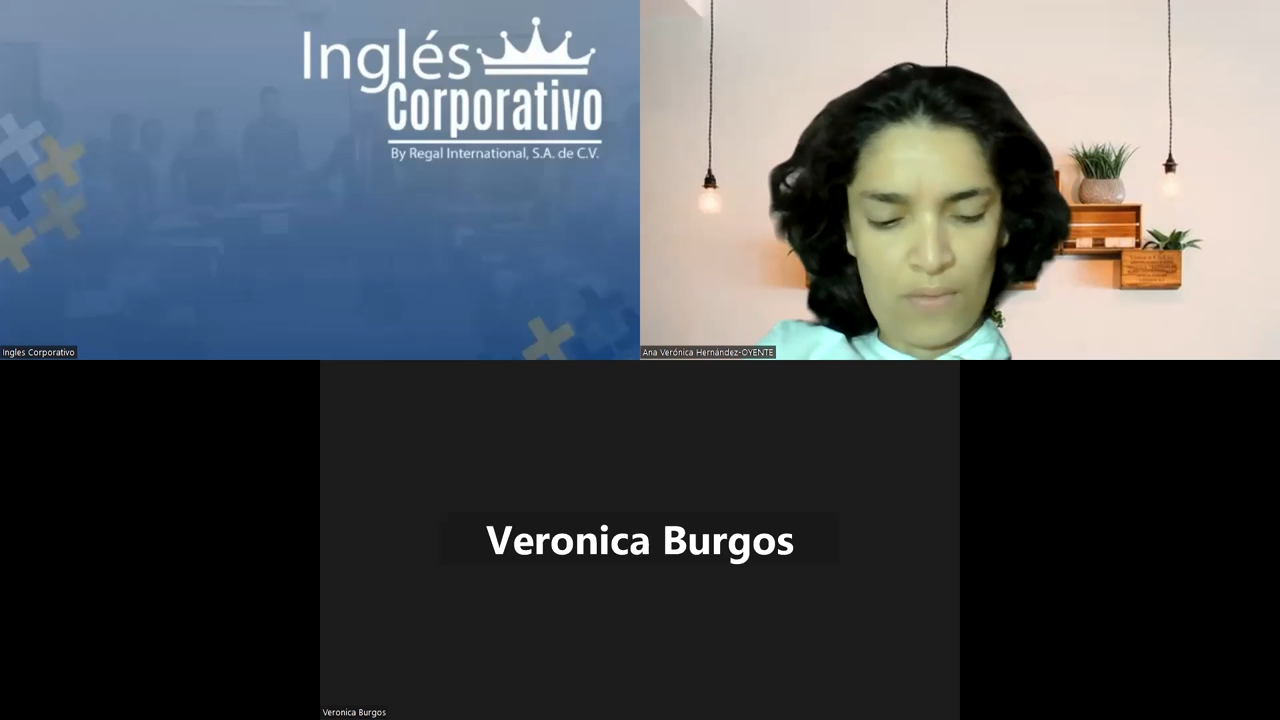 Inglés
Corporativo
By Regal International, S.A. de C.V.
Ingles Corporativo
Ana Verónica Hernández-OYENTE
Veronica Burgos
Veronica Burgos